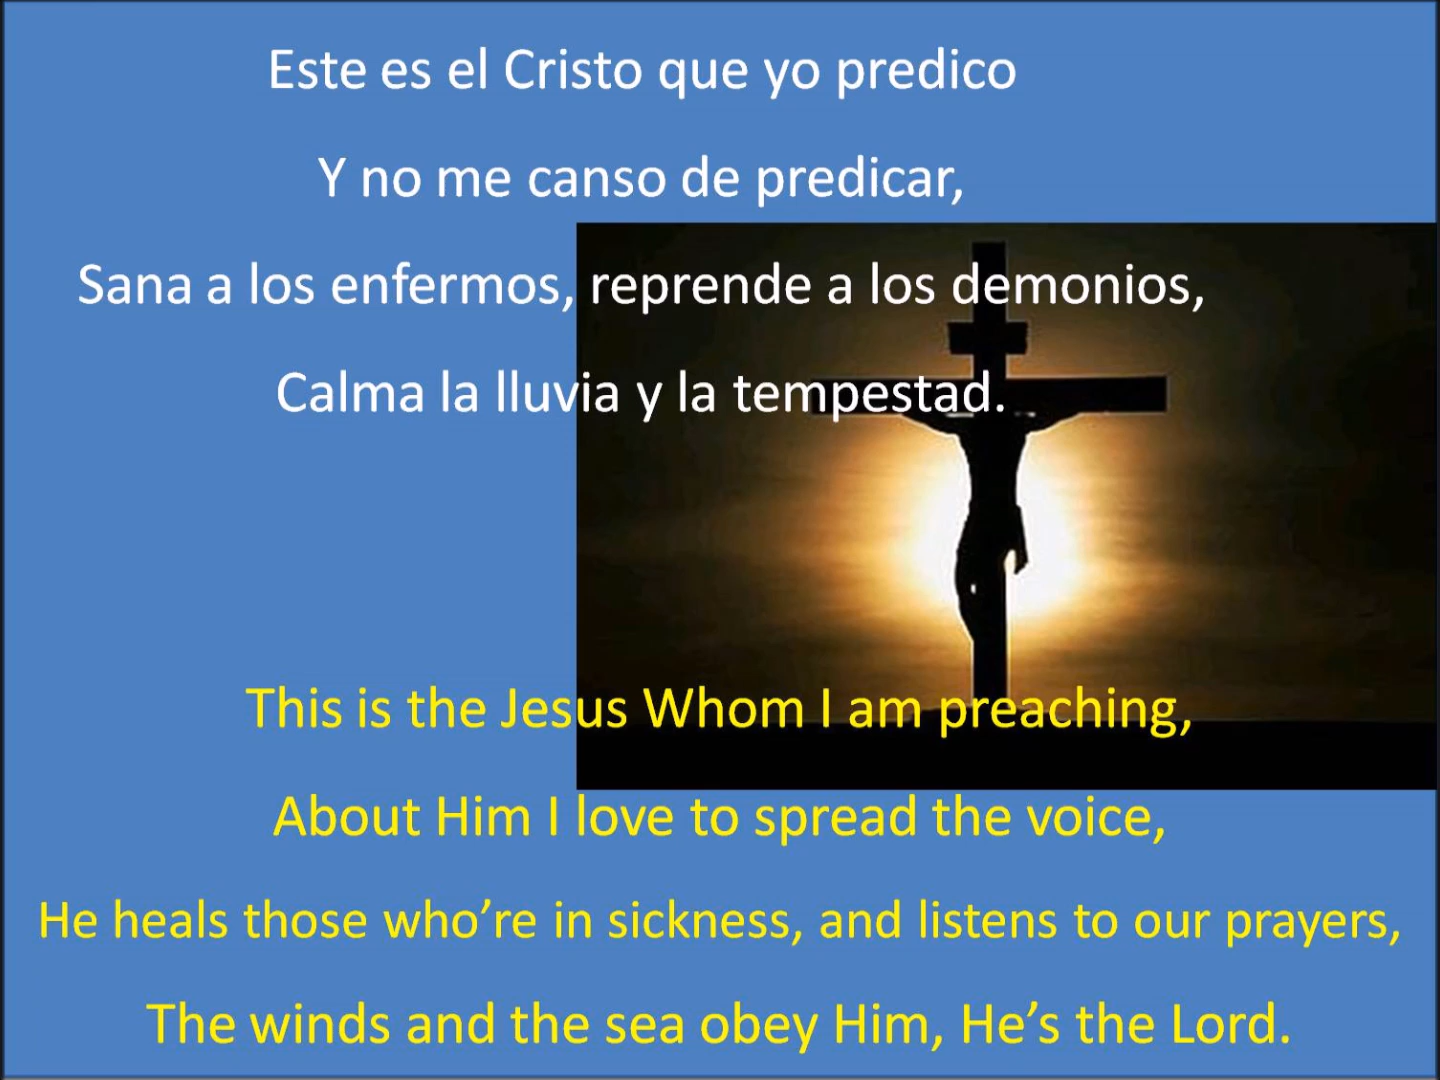 Este es el Cristo que yo predico
Y no me canso de predicar,
Sana a los enfermos, reprende a los demonios,
Calma la lluvia y la tempestad.
This is the Jesus Whom I am preaching,
About Him I love to spread the voice,
He heals those who’re in sickness, and listens to our prayers,
The winds and the sea obey Him, He’s the Lord.